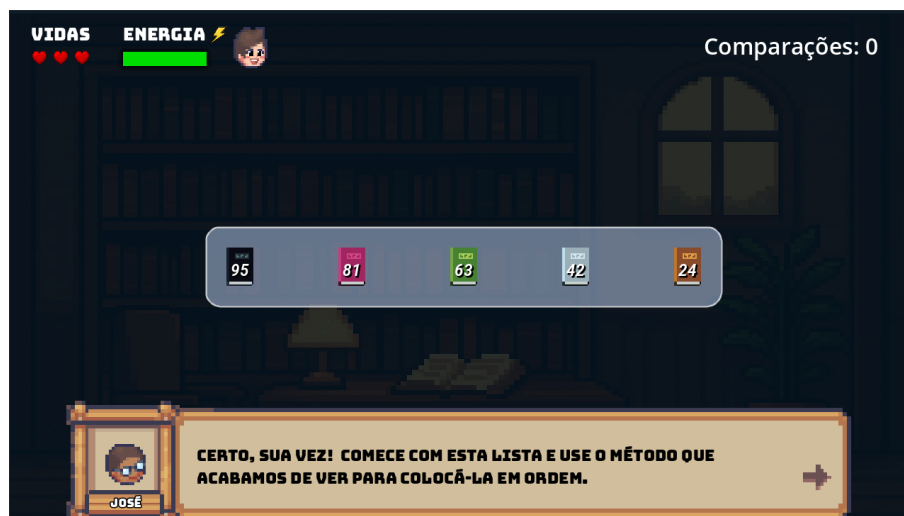 VIDAS ENERGIA Comparações: 0
95 81 63 42 24
CERTO, SUA VEZ! COMECE COM ESTA LISTA E USE O MÉTODO QUE
ACABAMOS DE VER PARA COLOCÁ-LA EM ORDEM.
JOSÉ